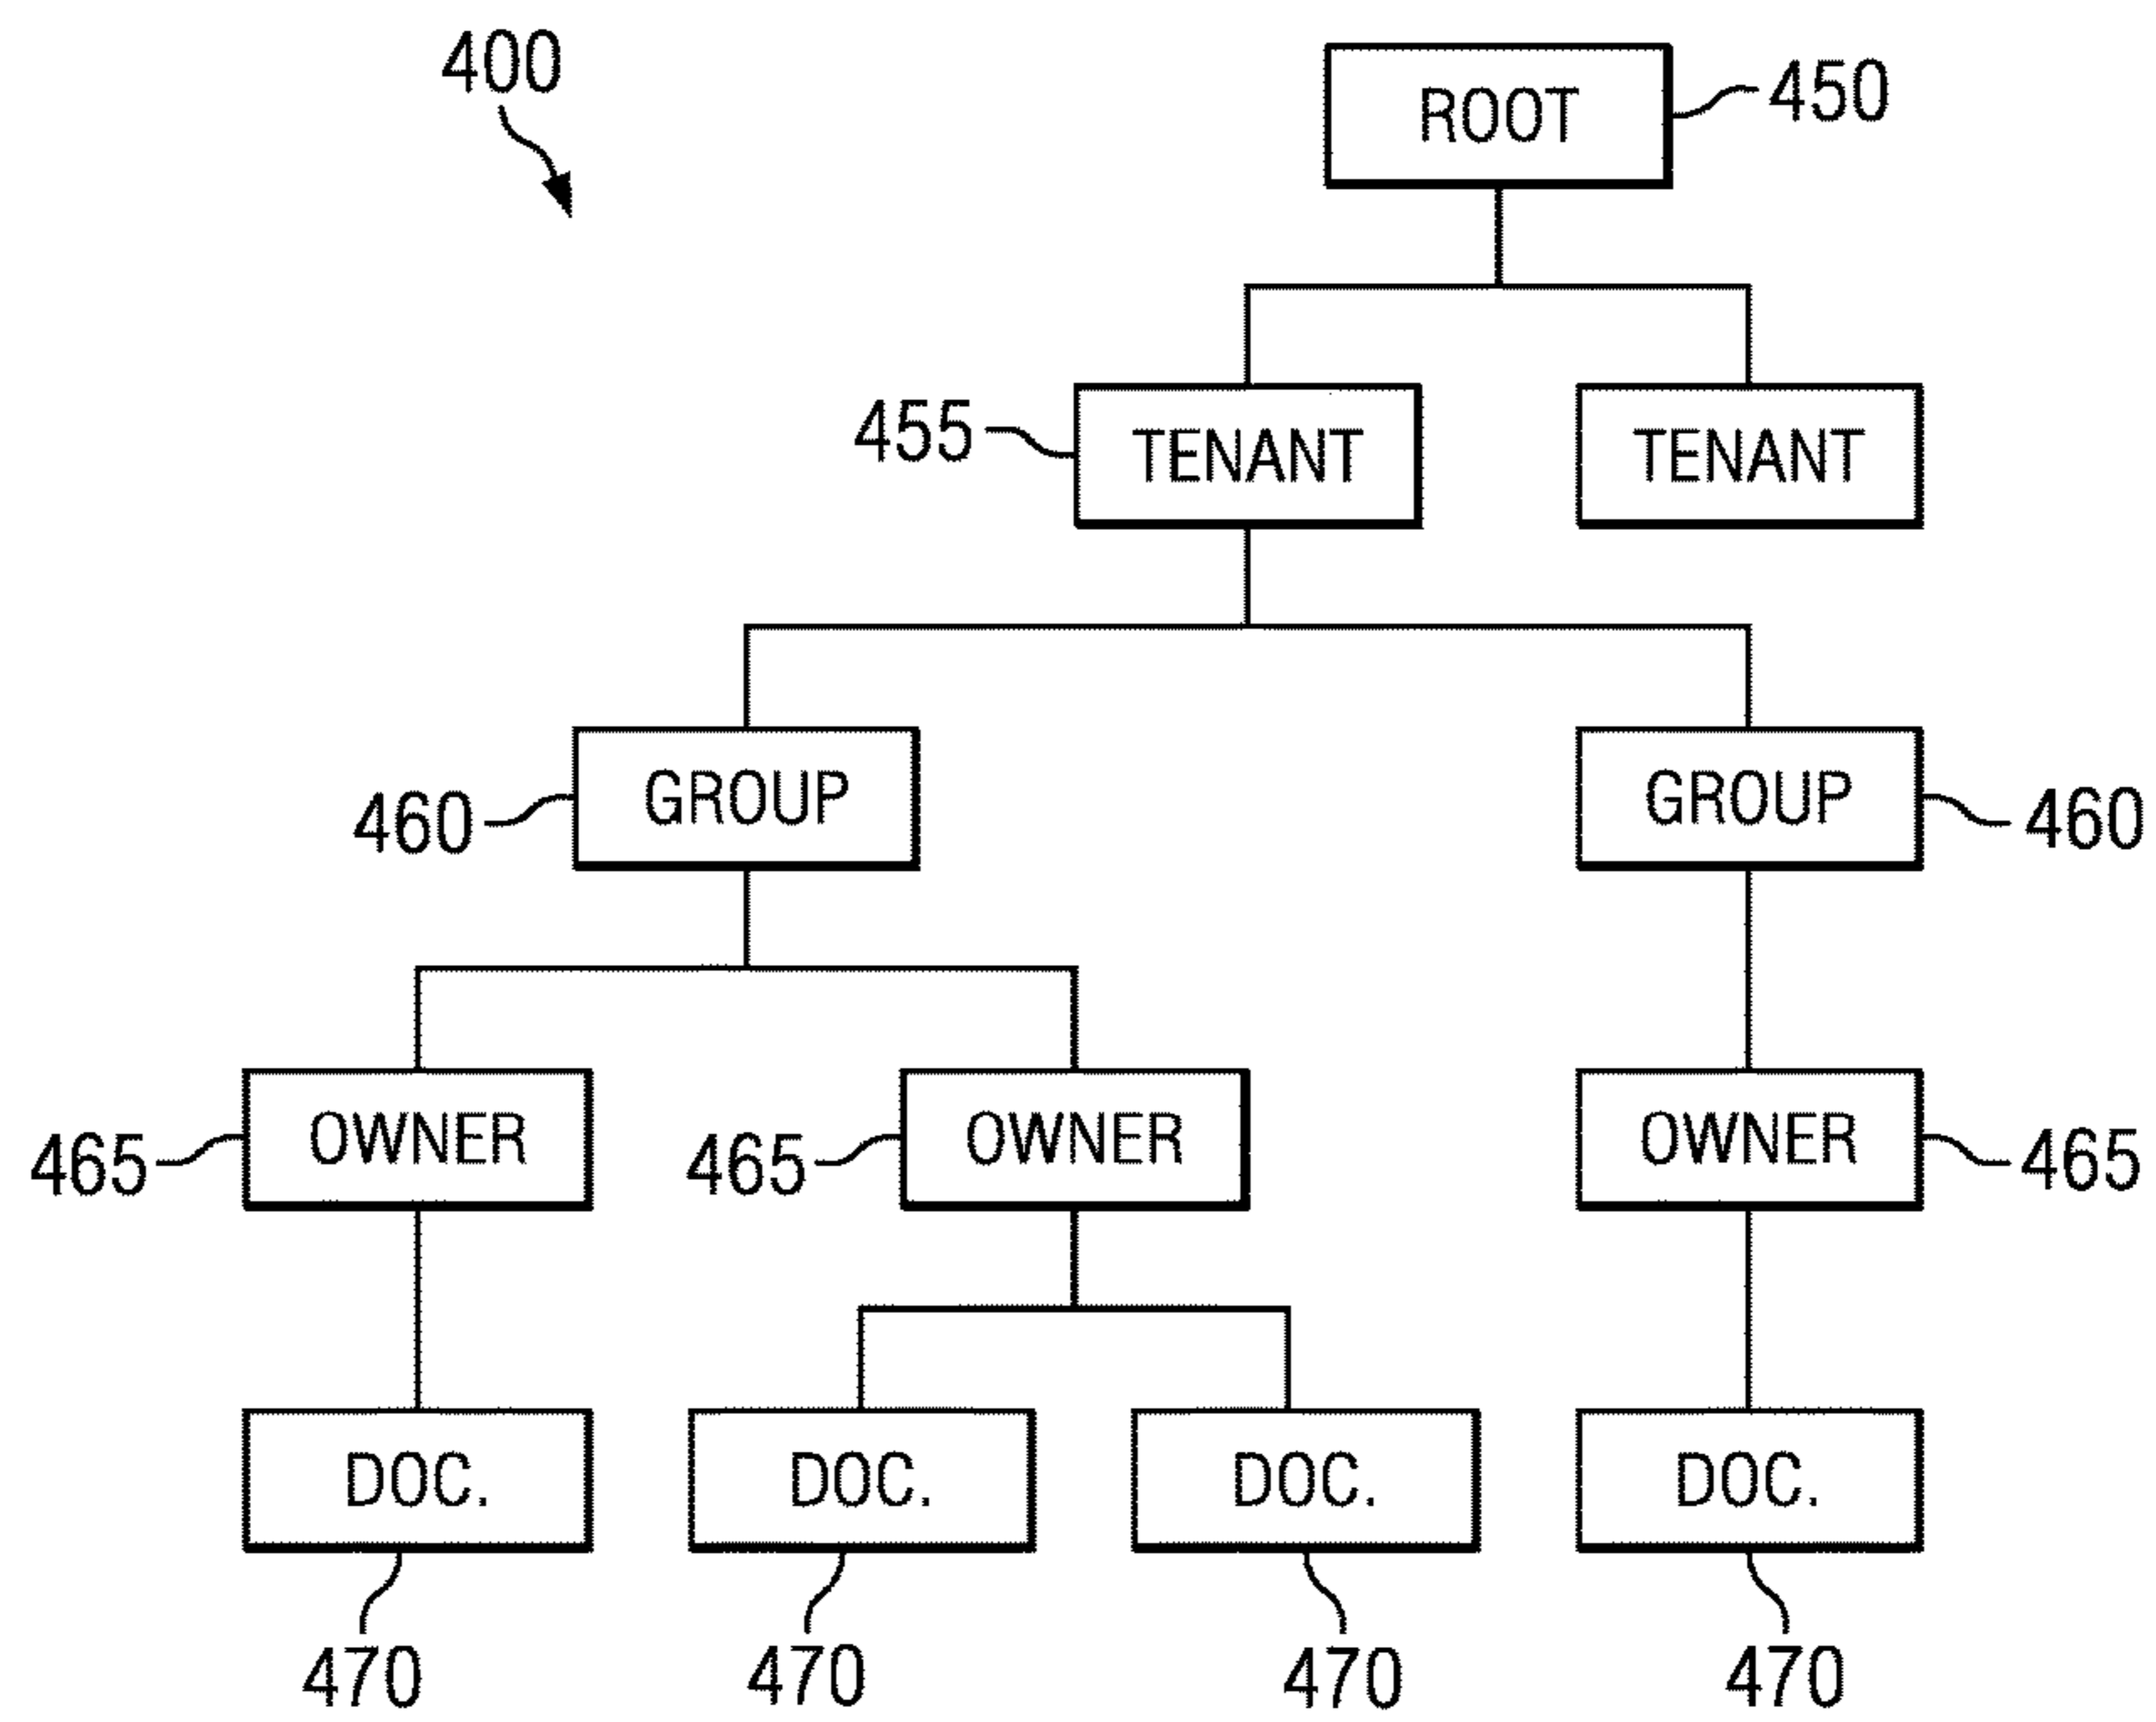 400
ROOT 450
455 TENANT TENANT
460 GROUP GROUP 460
465 OWNER 465 OWNER OWNER 465
DOC. DOC. DOC. DOC.
470 470 470 470